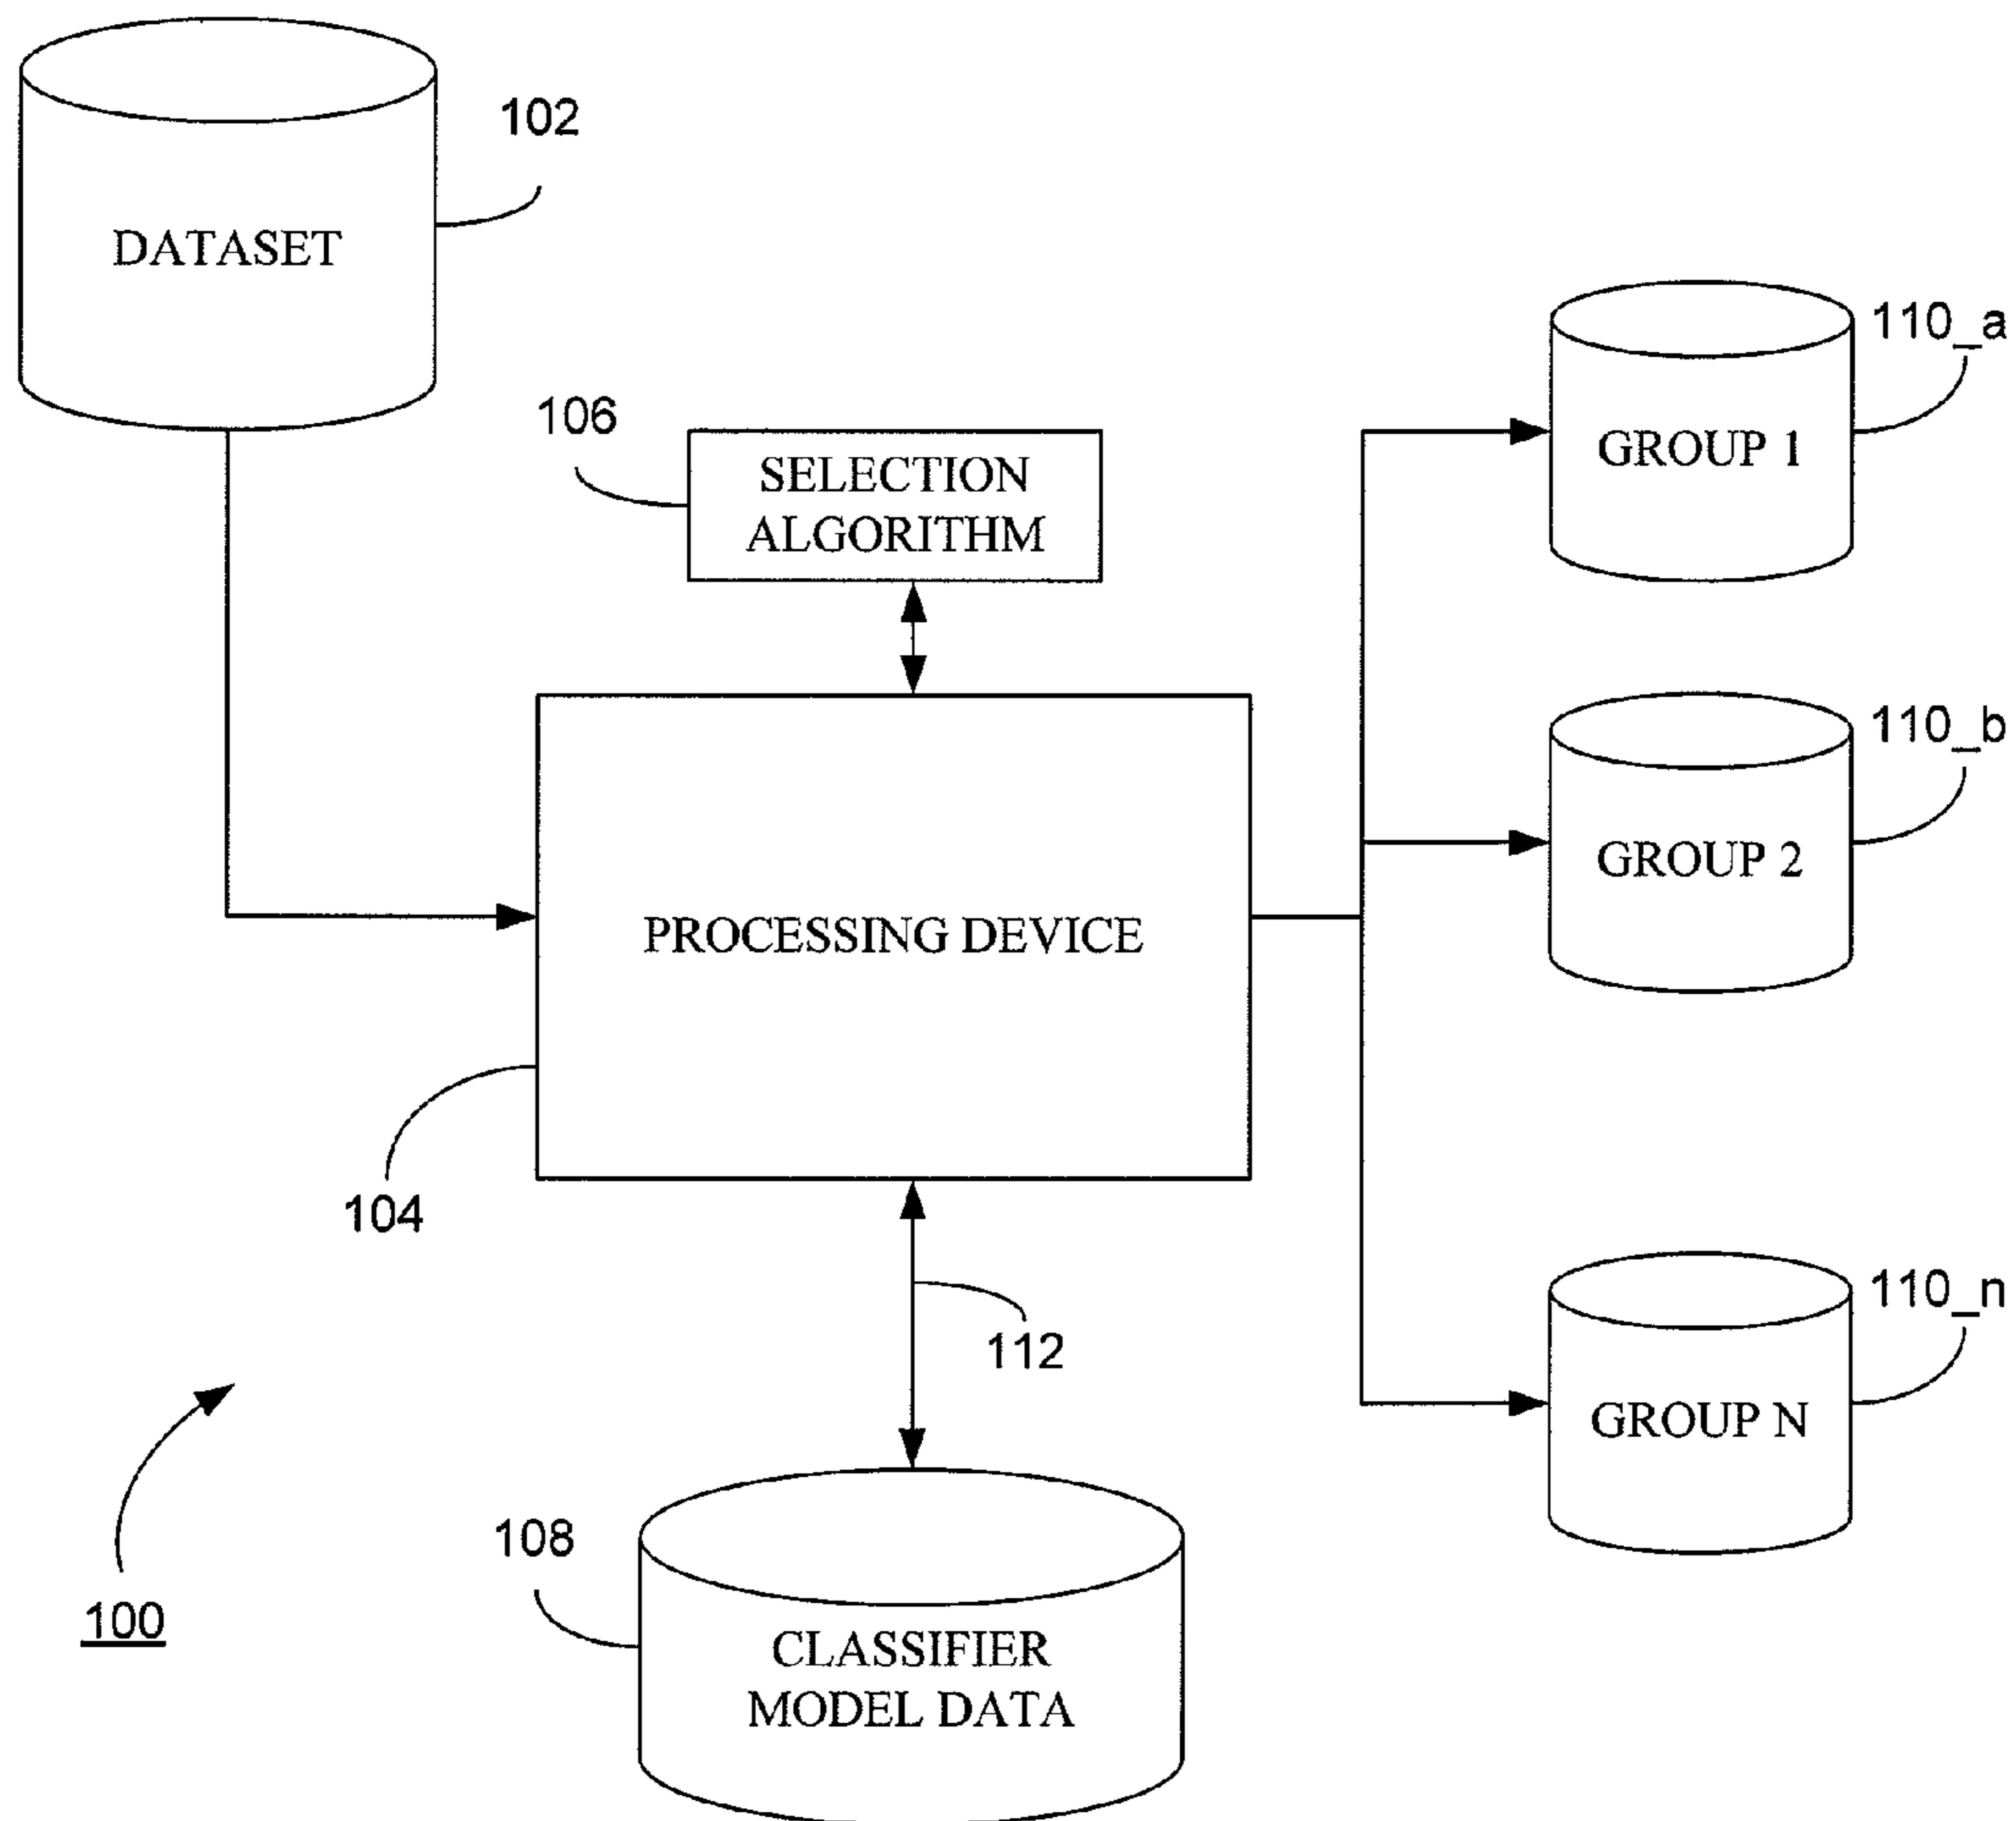 102
DATASET
110_a
GROUP 1
106
SELECTION
ALGORITHM
110_b
GROUP 2
PROCESSING DEVICE
104
112
110_n
GROUP N
108
100
CLASSIFIER
MODEL DATA